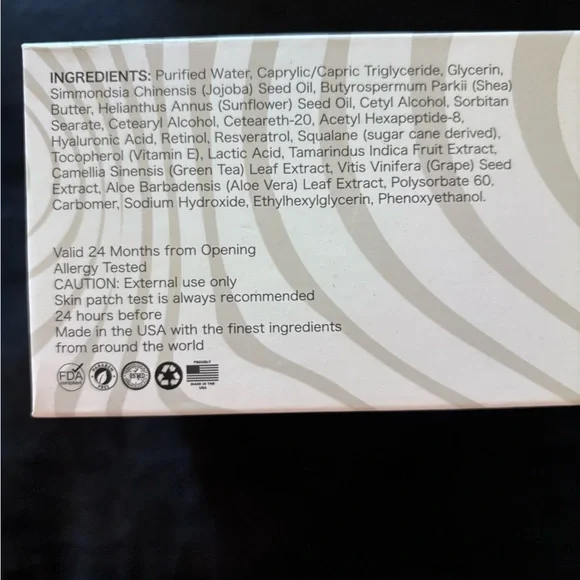 INGREDIENTS: Purified Water, Caprylic/Capric Triglyceride, Glycerin,
Simmondsia Chinensis (Jojoba) Seed Oil, Butyrospermum Parkii (Shea)
Butter, Helianthus Annus (Sunflower) Seed Oil, Cetyl Alcohol, Sorbitan
Searate, Cetearyl Alcohol, Ceteareth-20, Acetyl Hexapeptide-8,
Hyaluronic Acid, Retinol, Resveratrol, Squalane (sugar cane derived),
Tocopherol (Vitamin E), Lactic Acid, Tamarindus Indica Fruit Extract,
Camellia Sinensis (Green Tea) Leaf Extract, Vitis Vinifera (Grape) Seed
Extract, Aloe Barbadensis (Aloe Vera) Leaf Extract, Polysorbate 60,
Carbomer, Sodium Hydroxide, Ethylhexylglycerin, Phenoxyethanol.
Valid 24 Months from Opening
Allergy Tested
CAUTION: External use only
Skin patch test is always recommended
24 hours before
Made in the USA with the finest ingredients
from around the world
FDA
PROUDLY
MADE IN THE
USA